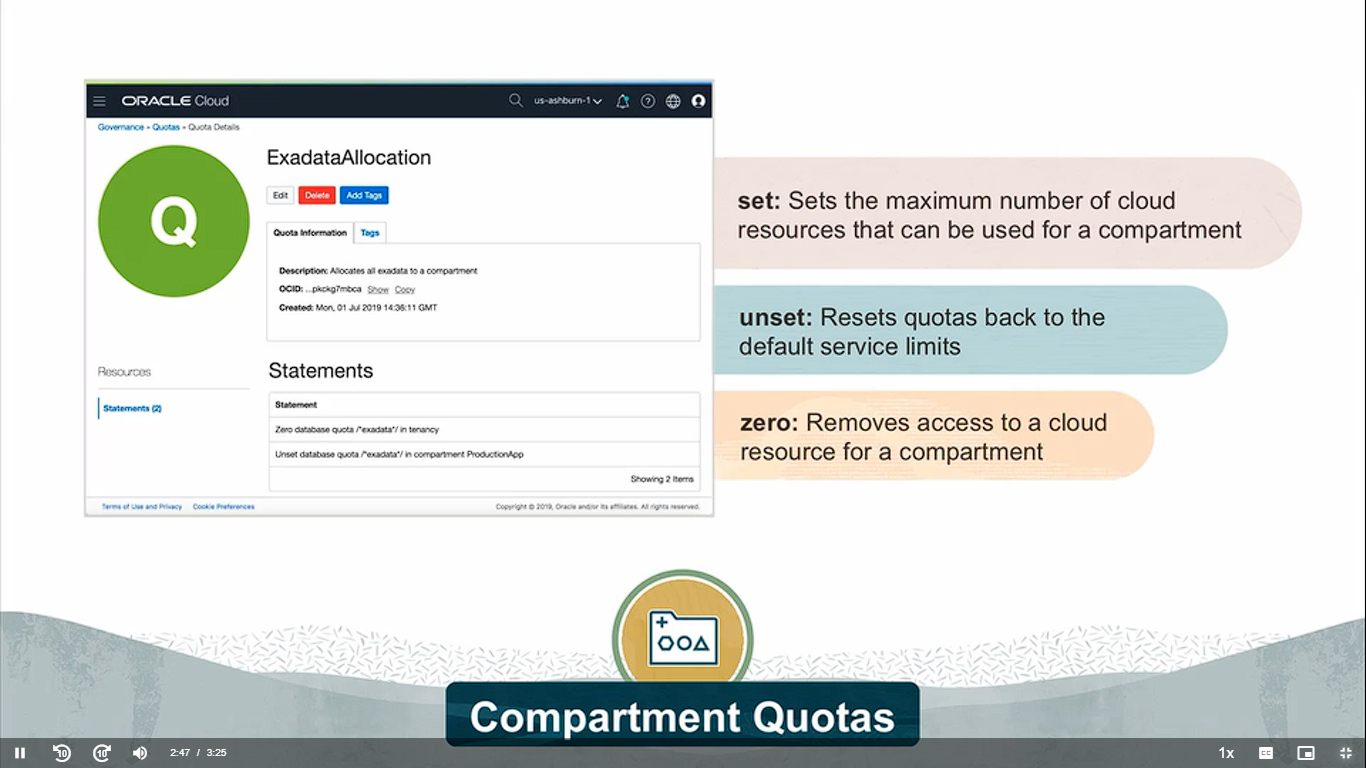 ORACLE Cloud
us-ashburn-1
Governance » Quotas » Quota Details
Q
ExadataAllocation
Edit Delete Add Tags
Quota Information Tags
Description: Allocates all exadata to a compartment
OCID: ...pkckg7mbca Show Copy
Created: Mon, 01 Jul 2019 14:36:11 GMT
Resources
Statements (2)
Statements
Statement
Zero database quota /*exadata*/ in tenancy
Unset database quota /*exadata*/ in compartment ProductionApp
Showing 2 Items
Terms of Use and Privacy Cookie Preferences
Copyright © 2019, Oracle and/or its affiliates. All rights reserved.
set: Sets the maximum number of cloud
resources that can be used for a compartment
unset: Resets quotas back to the
default service limits
zero: Removes access to a cloud
resource for a compartment
Compartment Quotas
10 10 2:47 / 3:25
1x CC